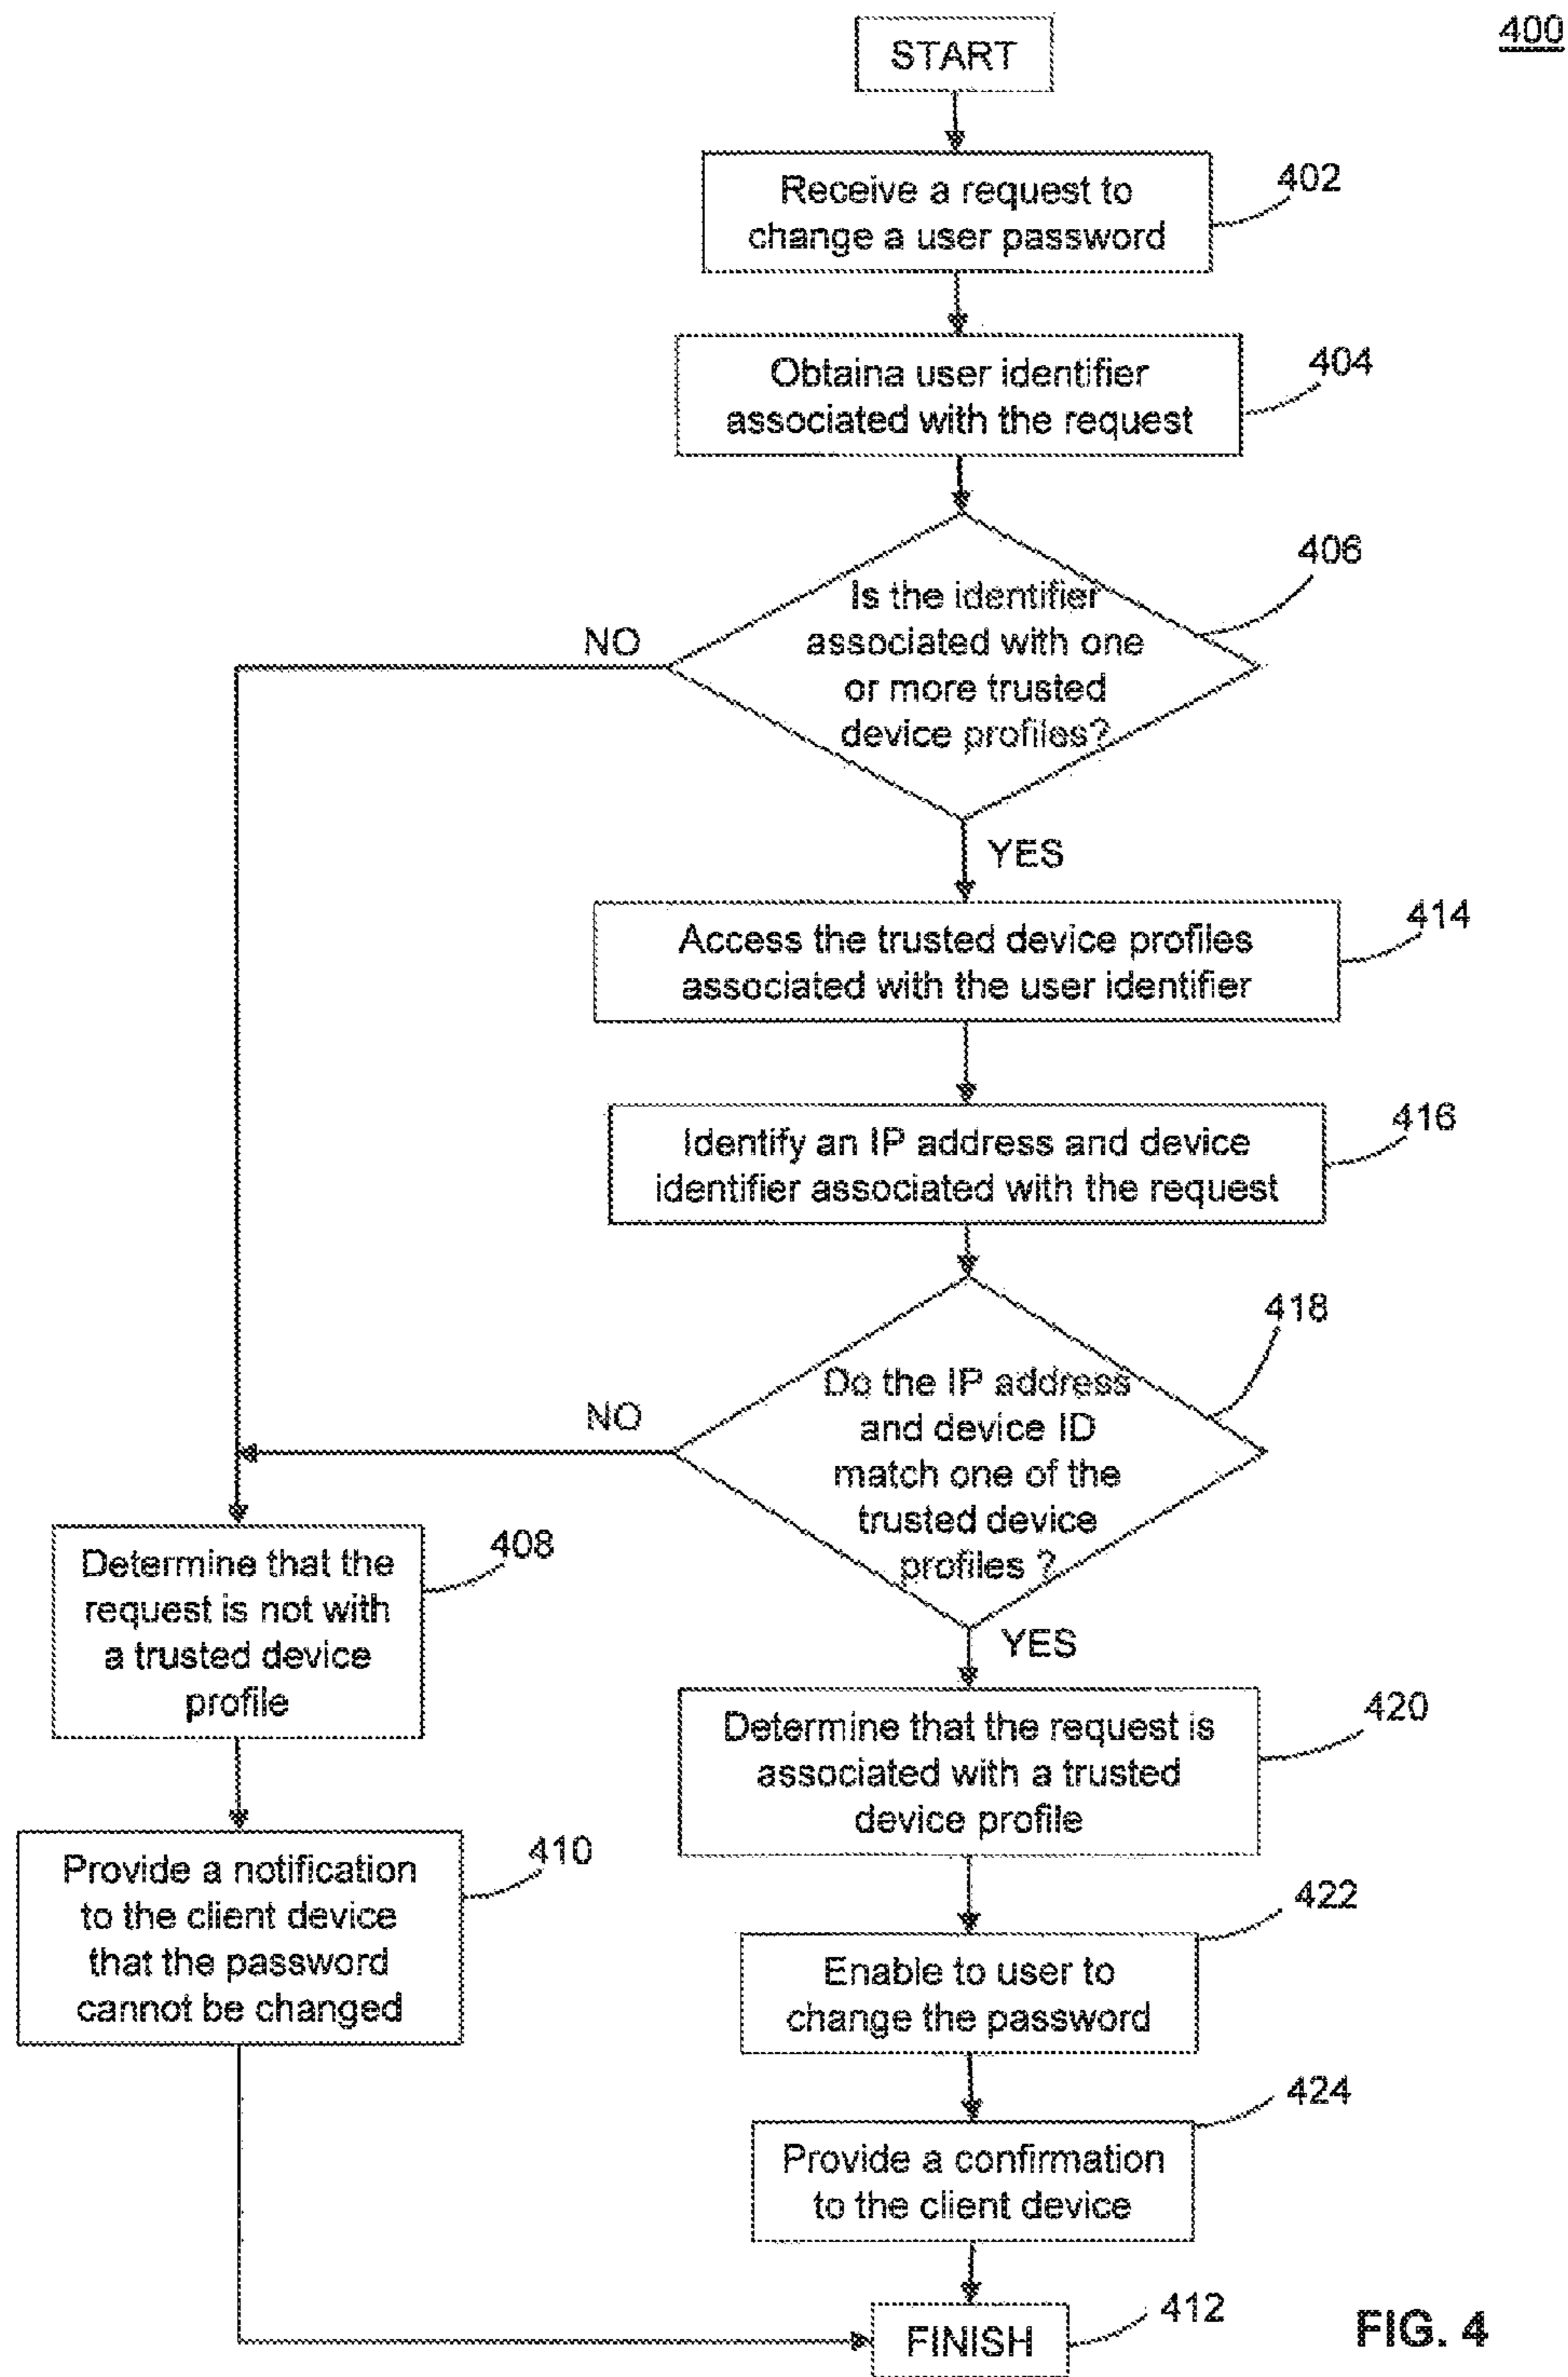 400
START
Receive a request to
change a user password
402
Obtaina user identifier
associated with the request
404
Is the identifier
associated with one
or more trusted
device profiles?
406
NO
YES
Access the trusted device profiles
associated with the user identifier
414
Identify an IP address and device
identifier associated with the request
416
Do the IP address
and device ID
match one of the
trusted device
profiles ?
418
NO
YES
Determine that the
request is not with
a trusted device
profile
408
Determine that the request is
associated with a trusted
device profile
420
Provide a notification
to the client device
that the password
cannot be changed
410
Enable to user to
change the password
422
Provide a confirmation
to the client device
424
FINISH
412
FIG. 4